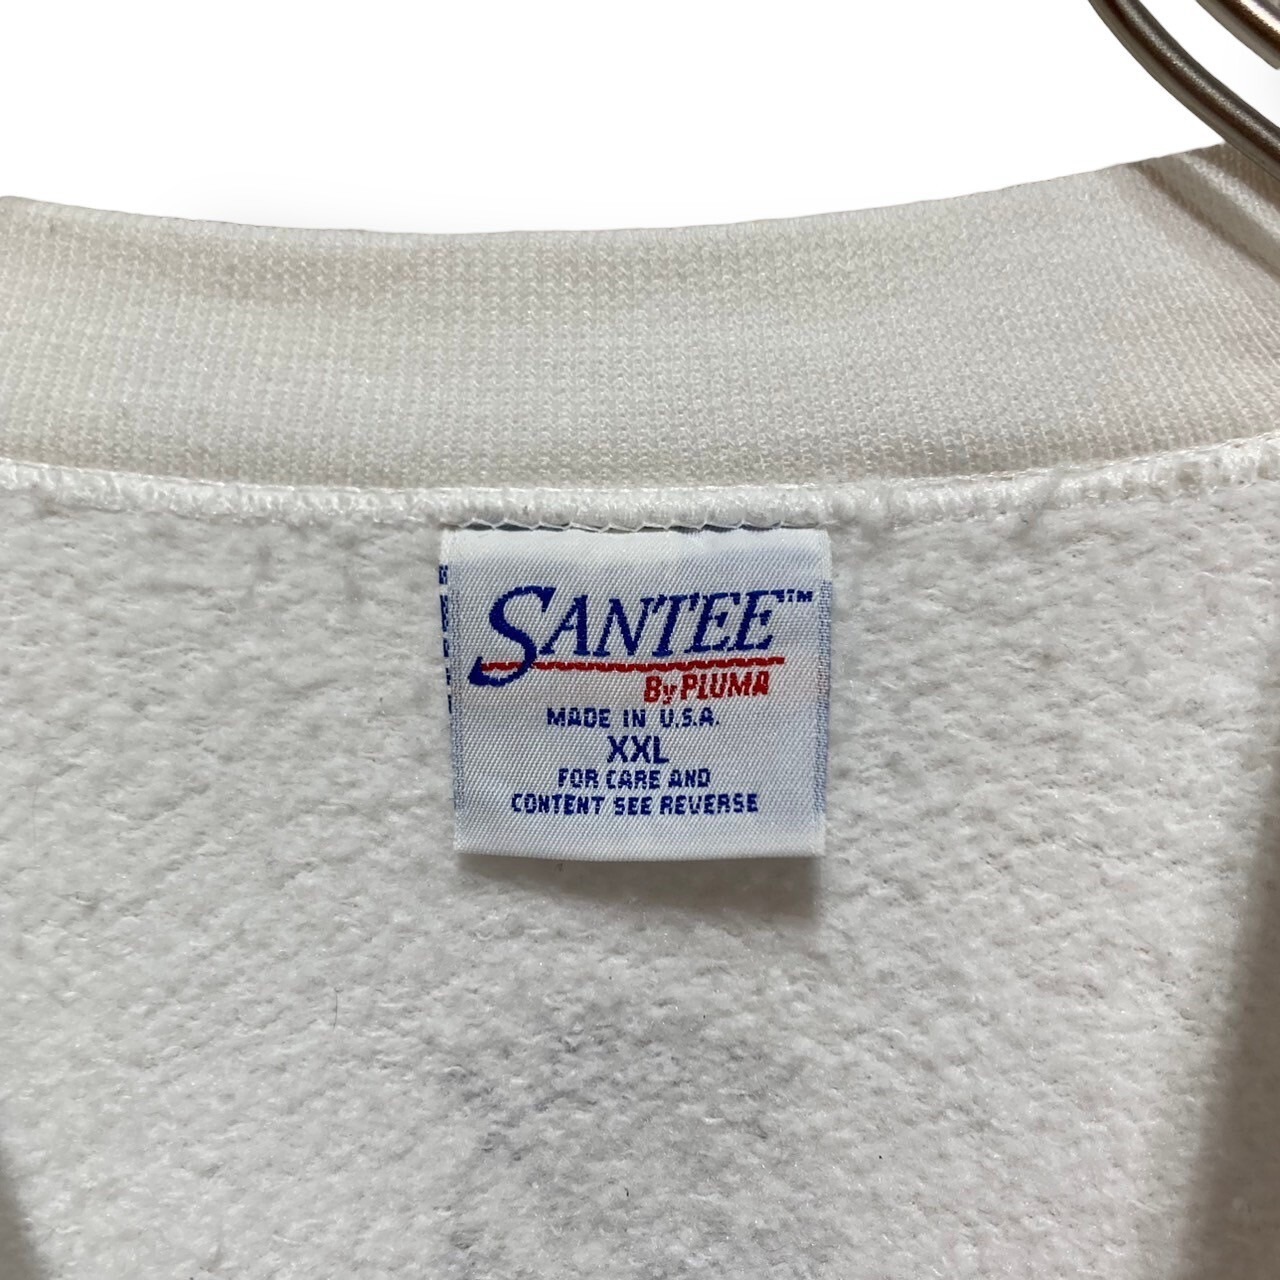 SANTEE™
By PLUMA
MADE IN U.S.A.
XXL
FOR CARE AND
CONTENT SEE REVERSE